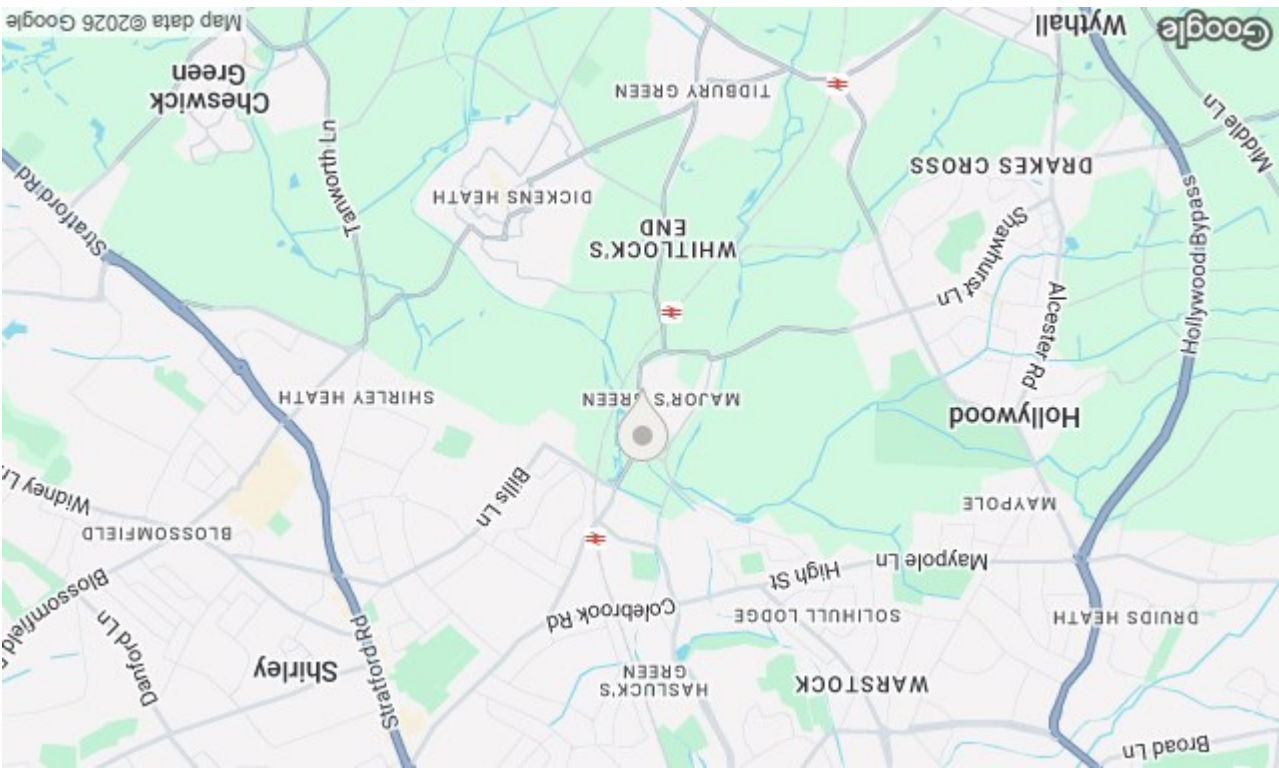 Broad Ln
WARSTOCK
HASLUCK'S
GREEN
Stratford Rd
Shirley
Danford Ln
DRUIDS HEATH
SOLIHULL LODGE
Colebrook Rd
High St
Maypole Ln
Blossomfield
BLOSSOMFIELD
Widney Ln
MAYPOLE
Bills Ln
Hollywood
MAJOR'S GREEN
SHIRLEY HEATH
Alcester Rd
Hollywood Bypass
Shawhurst Ln
WHITLOCK'S
END
DICKENS HEATH
Tanworth Ln
Stratford Rd
DRAKES CROSS
Middle Ln
TIDBURY GREEN
Cheswick
Green
Wythall
Google
Map data ©2026 Google